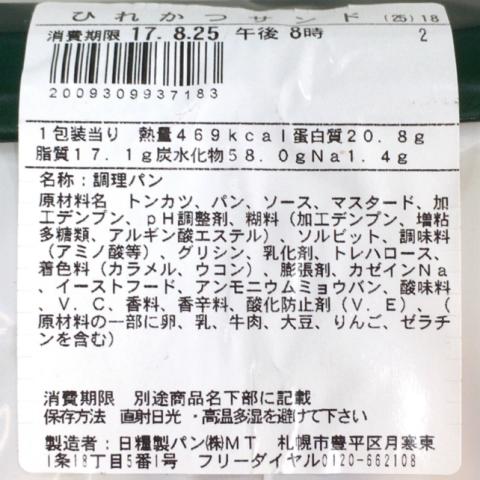 ひれかつサンド (25) 18
消費期限 17.8.25 午後8時 2
2009309937183
1包装当り 熱量469kcal蛋白質20.8g
脂質17.1g炭水化物58.0gNa1.4g
名称：調理パン
原材料名 トンカツ、パン、ソース、マスタード、加
工デンプン、pH調整剤、糊料（加工デンプン、増粘
多糖類、アルギン酸エステル）、ソルビット、調味料
（アミノ酸等）、グリシン、乳化剤、トレハロース、
着色料（カラメル、ウコン）、膨張剤、カゼインNa
、イーストフード、アンモニウムミョウバン、酸味料
、V.C、香料、香辛料、酸化防止剤（V.E）、（
原材料の一部に卵、乳、牛肉、大豆、りんご、ゼラチ
ンを含む）
消費期限 別途商品名下部に記載
保存方法 直射日光・高温多湿を避けて下さい
製造者：日糧製パン㈱MT 札幌市豊平区月寒東
1条18丁目5番1号 フリーダイヤル0120-662108